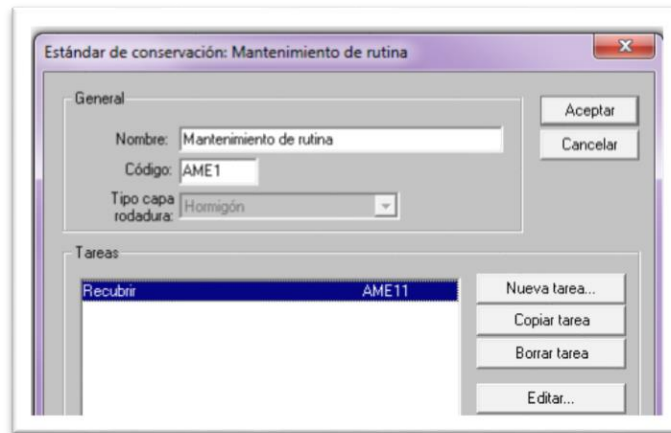 Estándar de conservación: Mantenimiento de rutina
General
Nombre: Mantenimiento de rutina
Código: AME1
Tipo capa
rodadura: Hormigón
Aceptar
Cancelar
Tareas
Recubrir AME11
Nueva tarea...
Copiar tarea
Borrar tarea
Editar...